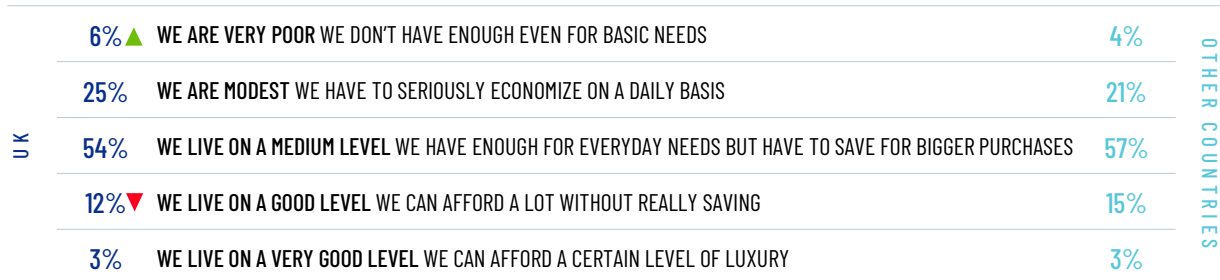 6% WE ARE VERY POOR WE DON'T HAVE ENOUGH EVEN FOR BASIC NEEDS 4%
25% WE ARE MODEST WE HAVE TO SERIOUSLY ECONOMIZE ON A DAILY BASIS 21%
UK
54% WE LIVE ON A MEDIUM LEVEL WE HAVE ENOUGH FOR EVERYDAY NEEDS BUT HAVE TO SAVE FOR BIGGER PURCHASES 57%
OTHER COUNTRIES
12% WE LIVE ON A GOOD LEVEL WE CAN AFFORD A LOT WITHOUT REALLY SAVING 15%
3% WE LIVE ON A VERY GOOD LEVEL WE CAN AFFORD A CERTAIN LEVEL OF LUXURY 3%